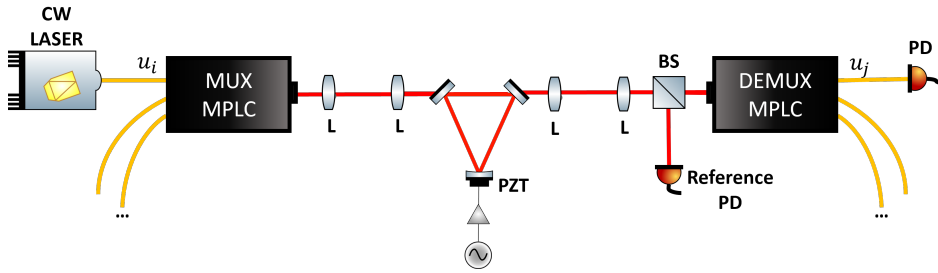 CW
LASER
u_i
MUX
MPLC
L
L
PZT
L
L
BS
Reference
PD
DEMUX
MPLC
u_j
PD
...
...